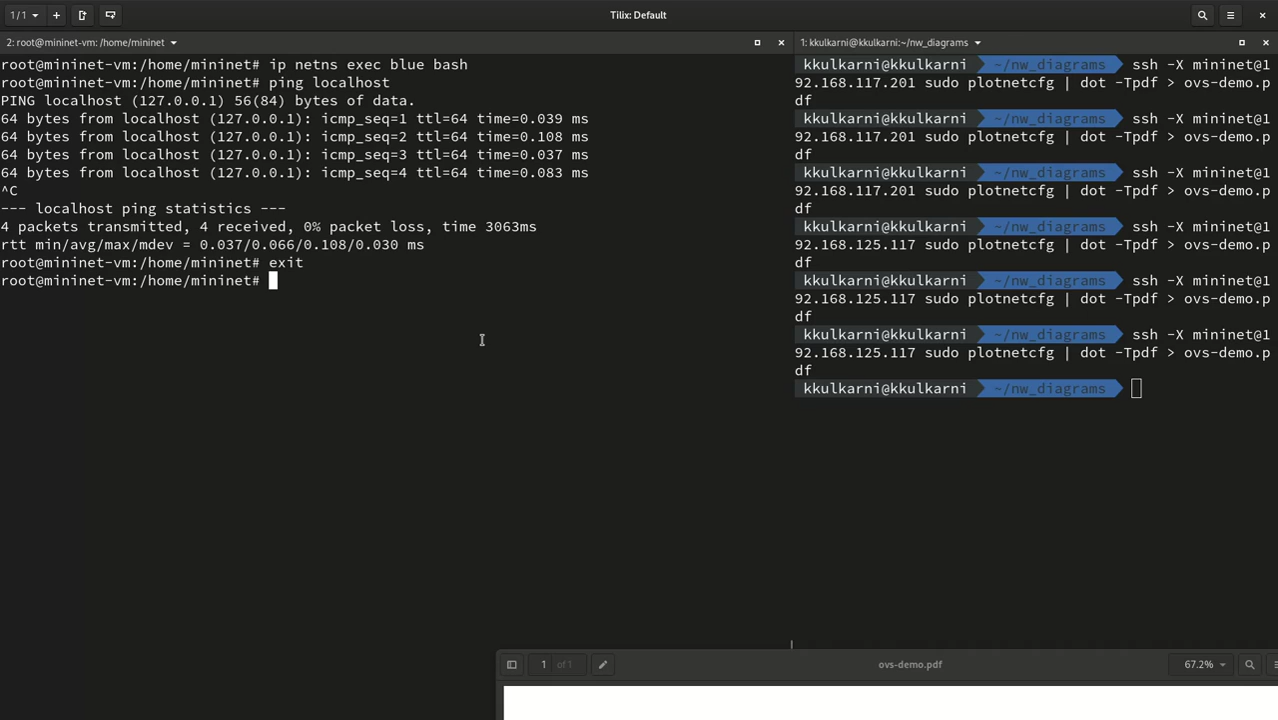 1/1
Tilix: Default
2: root@mininet-vm: /home/mininet
root@mininet-vm:/home/mininet# ip netns exec blue bash
root@mininet-vm:/home/mininet# ping localhost
PING localhost (127.0.0.1) 56(84) bytes of data.
64 bytes from localhost (127.0.0.1): icmp_seq=1 ttl=64 time=0.039 ms
64 bytes from localhost (127.0.0.1): icmp_seq=2 ttl=64 time=0.108 ms
64 bytes from localhost (127.0.0.1): icmp_seq=3 ttl=64 time=0.037 ms
64 bytes from localhost (127.0.0.1): icmp_seq=4 ttl=64 time=0.083 ms
^C
--- localhost ping statistics ---
4 packets transmitted, 4 received, 0% packet loss, time 3063ms
rtt min/avg/max/mdev = 0.037/0.066/0.108/0.030 ms
root@mininet-vm:/home/mininet# exit
root@mininet-vm:/home/mininet#
1: kkulkarni@kkulkarni:~/nw_diagrams
kkulkarni@kkulkarni ~/nw_diagrams ssh -X mininet@1
92.168.117.201 sudo plotnetcfg | dot -Tpdf > ovs-demo.p
df
kkulkarni@kkulkarni ~/nw_diagrams ssh -X mininet@1
92.168.117.201 sudo plotnetcfg | dot -Tpdf > ovs-demo.p
df
kkulkarni@kkulkarni ~/nw_diagrams ssh -X mininet@1
92.168.117.201 sudo plotnetcfg | dot -Tpdf > ovs-demo.p
df
kkulkarni@kkulkarni ~/nw_diagrams ssh -X mininet@1
92.168.125.117 sudo plotnetcfg | dot -Tpdf > ovs-demo.p
df
kkulkarni@kkulkarni ~/nw_diagrams ssh -X mininet@1
92.168.125.117 sudo plotnetcfg | dot -Tpdf > ovs-demo.p
df
kkulkarni@kkulkarni ~/nw_diagrams ssh -X mininet@1
92.168.125.117 sudo plotnetcfg | dot -Tpdf > ovs-demo.p
df
kkulkarni@kkulkarni ~/nw_diagrams
1 of 1
ovs-demo.pdf
67.2%